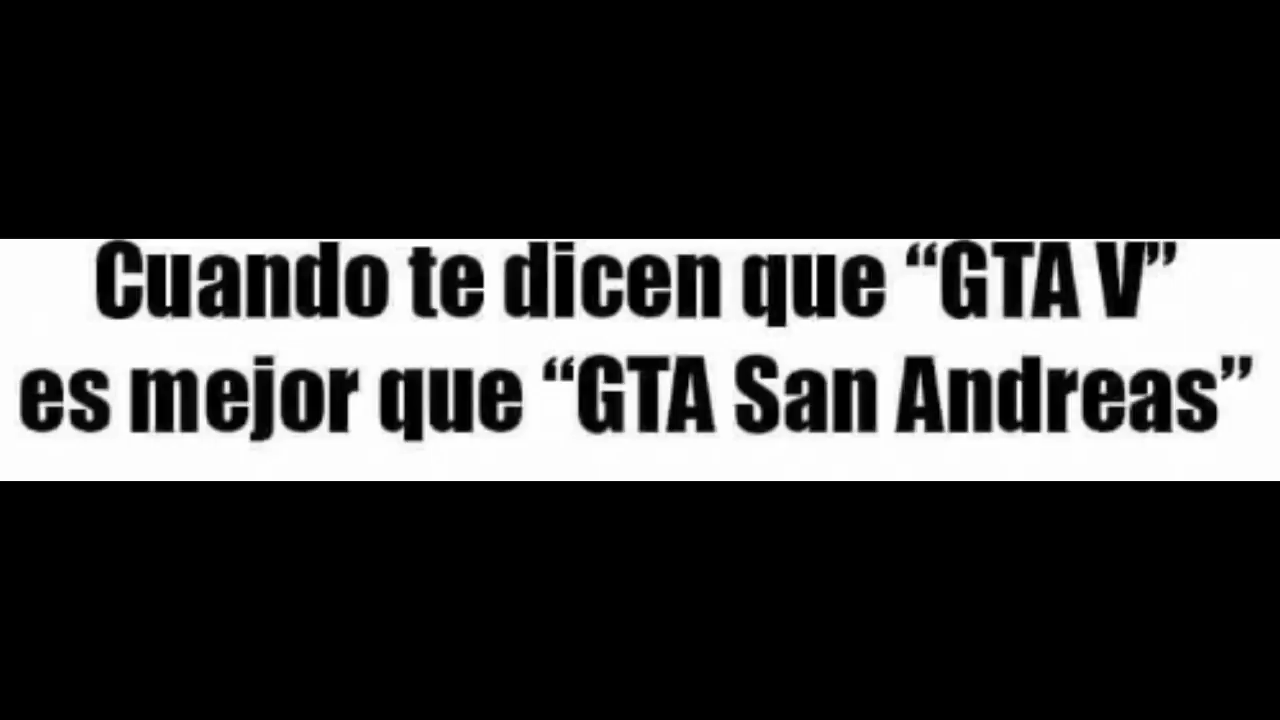 Cuando te dicen que “GTA V”
es mejor que “GTA San Andreas”